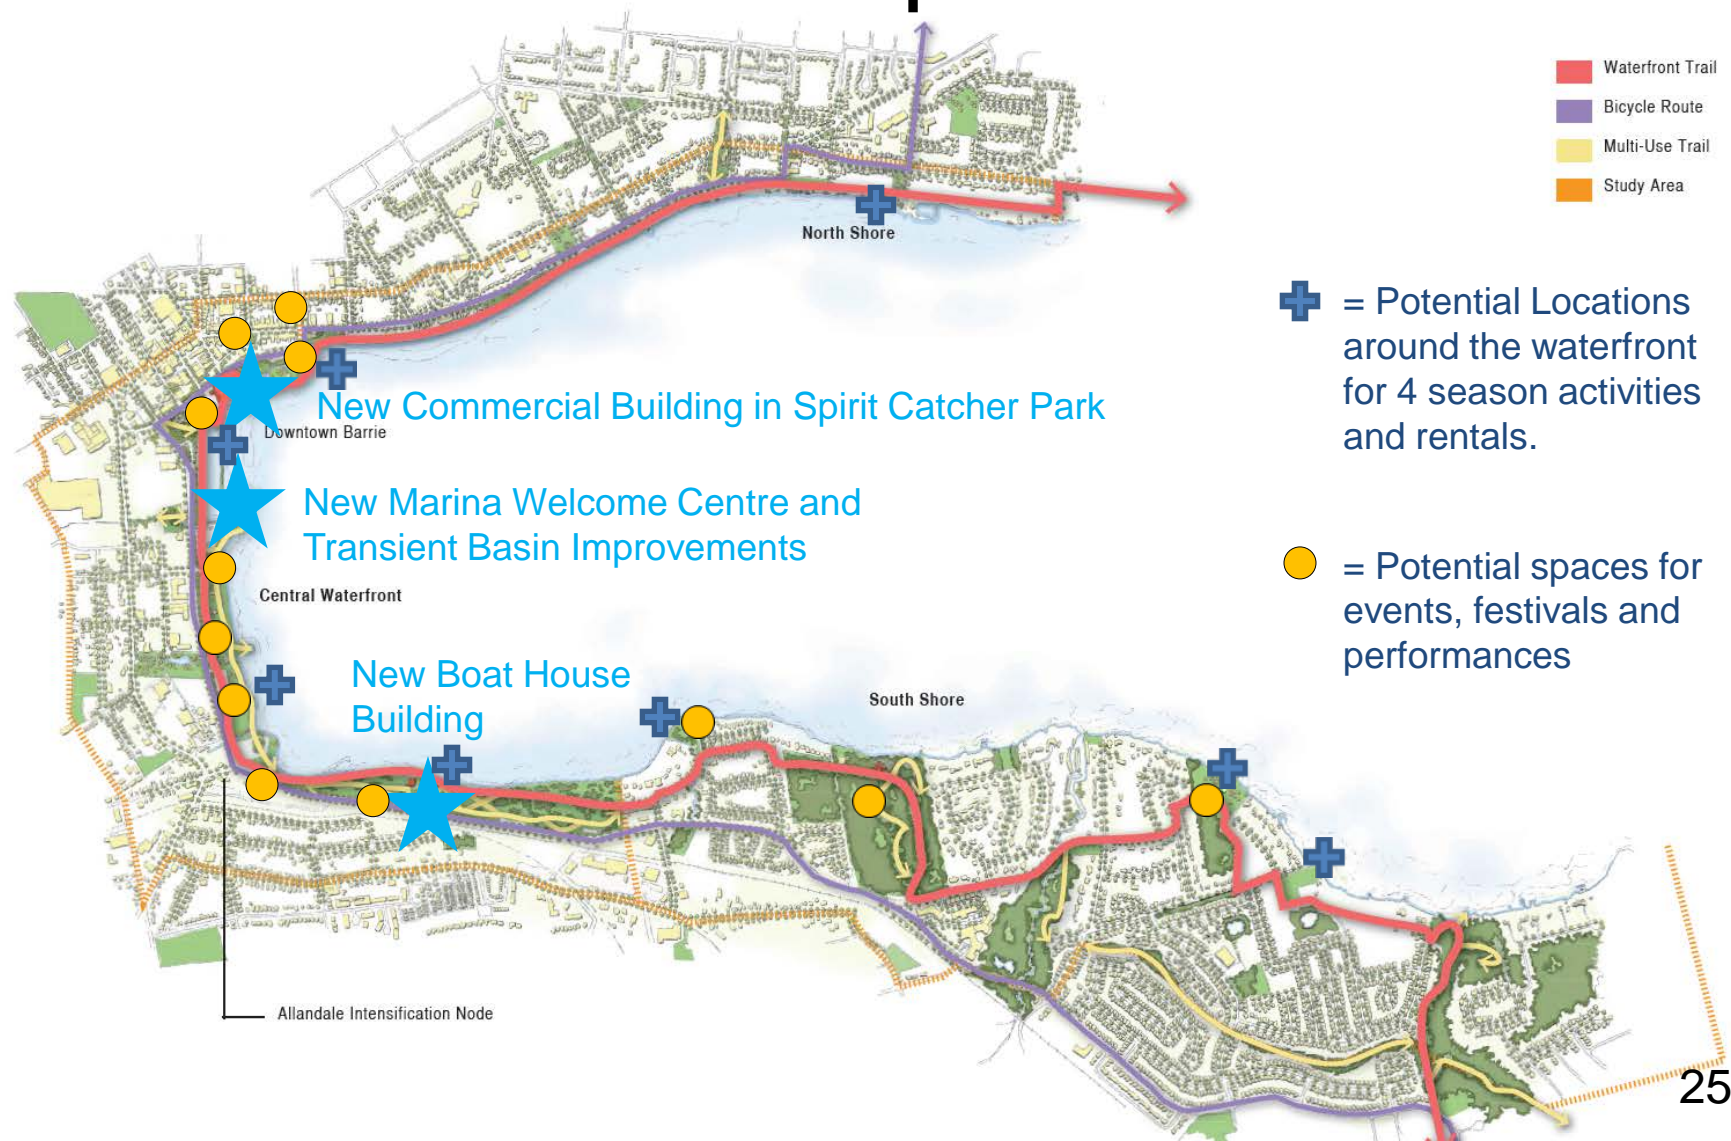 Waterfront Trail
Bicycle Route
Multi-Use Trail
Study Area
North Shore
= Potential Locations
around the waterfront
for 4 season activities
and rentals.
New Commercial Building in Spirit Catcher Park
Downtown Barrie
New Marina Welcome Centre and
Transient Basin Improvements
Central Waterfront
= Potential spaces for
events, festivals and
performances
New Boat House
Building
South Shore
Allandale Intensification Node
25